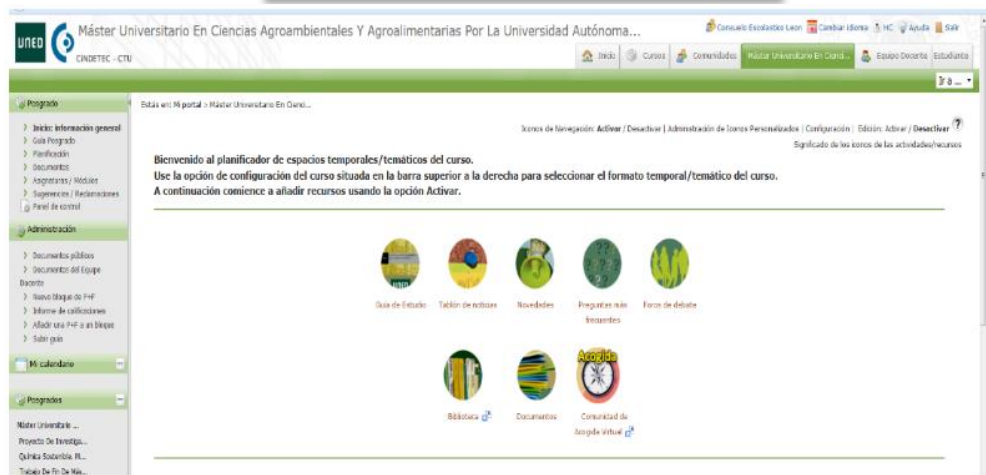 Máster Universitario En Ciencias Agroambientales Y Agroalimentarias Por La Universidad Autónoma...
Consuelo Escolastico Leon Cambiar idioma HC Ayuda Salir
UNED
CINDETEC - CTU
Inicio Cursos Comunidades Máster Universitario En Cienci... Equipo Docente Estudiante
Ir a ...
Posgrado
Estás en: Mi portal > Máster Universitario En Cienci...
Inicio: información general
Guía Posgrado
Planificación
Documentos
Asignaturas / Módulos
Sugerencias / Reclamaciones
Panel de control
Iconos de Navegación: Activar / Desactivar | Administración de Iconos Personalizados | Configuración | Edición: Activar / Desactivar ?
Significado de los iconos de las actividades/recursos
Bienvenido al planificador de espacios temporales/temáticos del curso.
Use la opción de configuración del curso situada en la barra superior a la derecha para seleccionar el formato temporal/temático del curso.
A continuación comience a añadir recursos usando la opción Activar.
Administración
Documentos públicos
Documentos del Equipo
Docente
Nuevo bloque de P+F
Informe de calificaciones
Añadir una P+F a un bloque
Subir guía
UNED
Guía de Estudio Tablón de noticias Novedades Preguntas más
frecuentes Foros de debate
Mi calendario
Acogida
Biblioteca Documentos Comunidad de
Acogida Virtual
Posgrados
Máster Universitario ...
Proyecto De Investiga...
Química Sostenible. M...
Trabajo De Fin De Más...